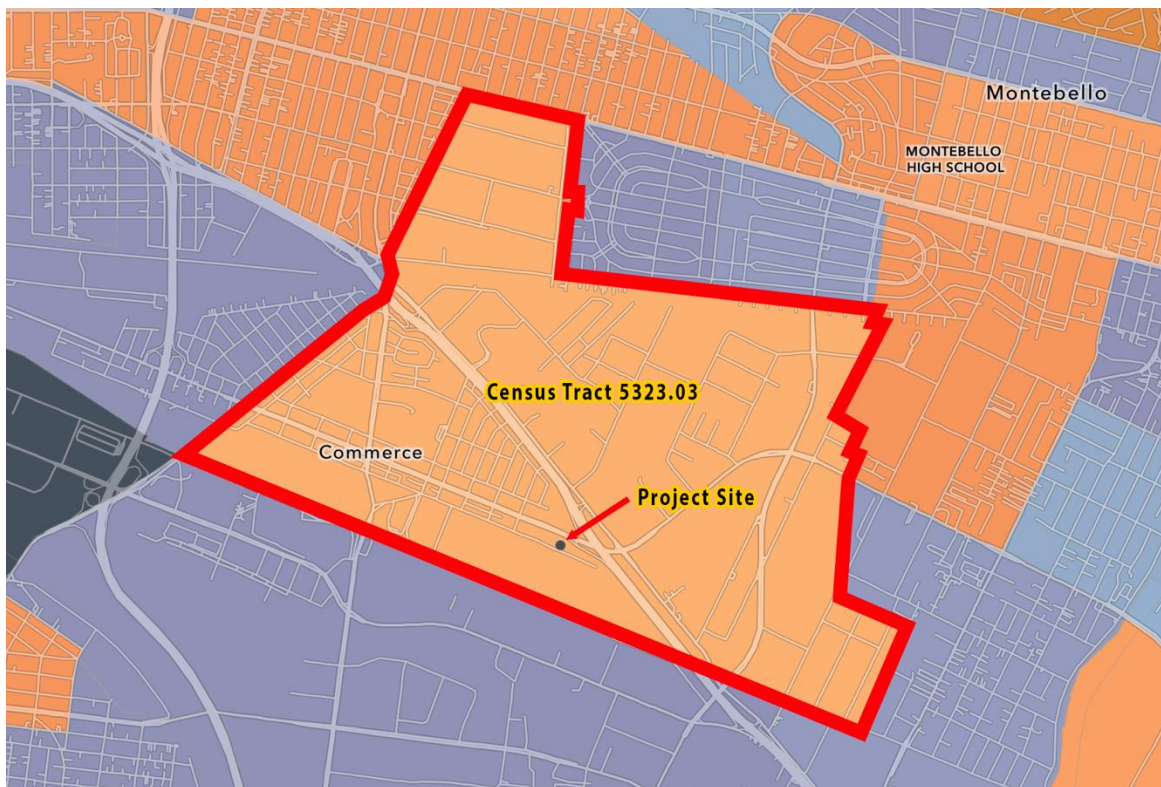 Montebello
MONTEBELLO
HIGH SCHOOL
Census Tract 5323.03
Commerce
Project Site